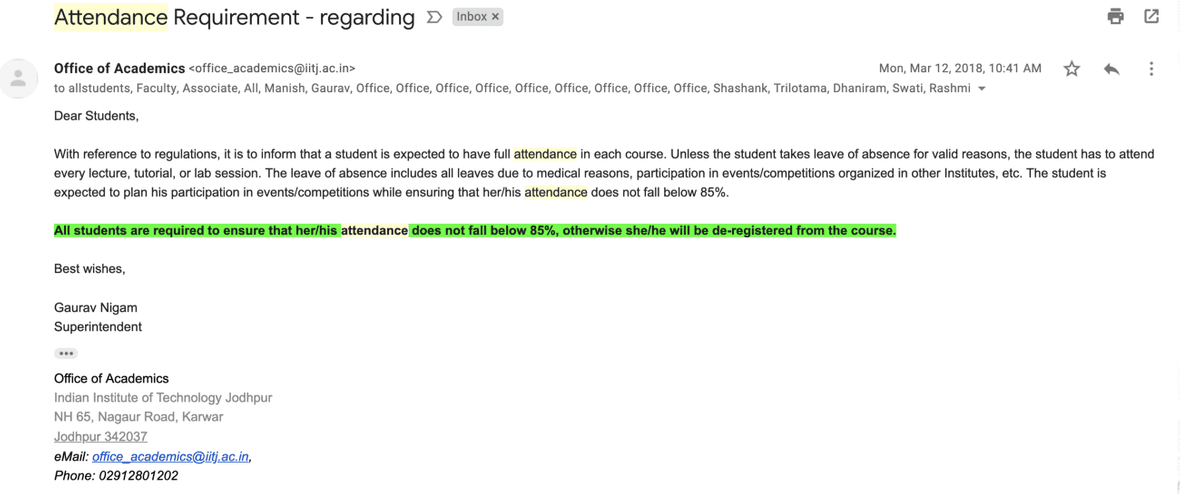 Attendance Requirement - regarding Inbox ×
Office of Academics <office_academics@iitj.ac.in> Mon, Mar 12, 2018, 10:41 AM
to allstudents, Faculty, Associate, All, Manish, Gaurav, Office, Office, Office, Office, Office, Office, Office, Office, Office, Shashank, Trilotama, Dhaniram, Swati, Rashmi
Dear Students,
With reference to regulations, it is to inform that a student is expected to have full attendance in each course. Unless the student takes leave of absence for valid reasons, the student has to attend
every lecture, tutorial, or lab session. The leave of absence includes all leaves due to medical reasons, participation in events/competitions organized in other Institutes, etc. The student is
expected to plan his participation in events/competitions while ensuring that her/his attendance does not fall below 85%.
All students are required to ensure that her/his attendance does not fall below 85%, otherwise she/he will be de-registered from the course.
Best wishes,
Gaurav Nigam
Superintendent
•••
Office of Academics
Indian Institute of Technology Jodhpur
NH 65, Nagaur Road, Karwar
Jodhpur 342037
eMail: office_academics@iitj.ac.in,
Phone: 02912801202